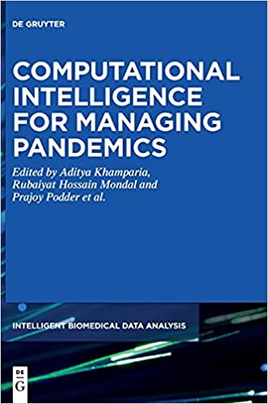 DE GRUYTER
COMPUTATIONAL
INTELLIGENCE
FOR MANAGING
PANDEMICS
Edited by Aditya Khamparia,
Rubaiyat Hossain Mondal and
Prajoy Podder et al.
INTELLIGENT BIOMEDICAL DATA ANALYSIS
DE
G